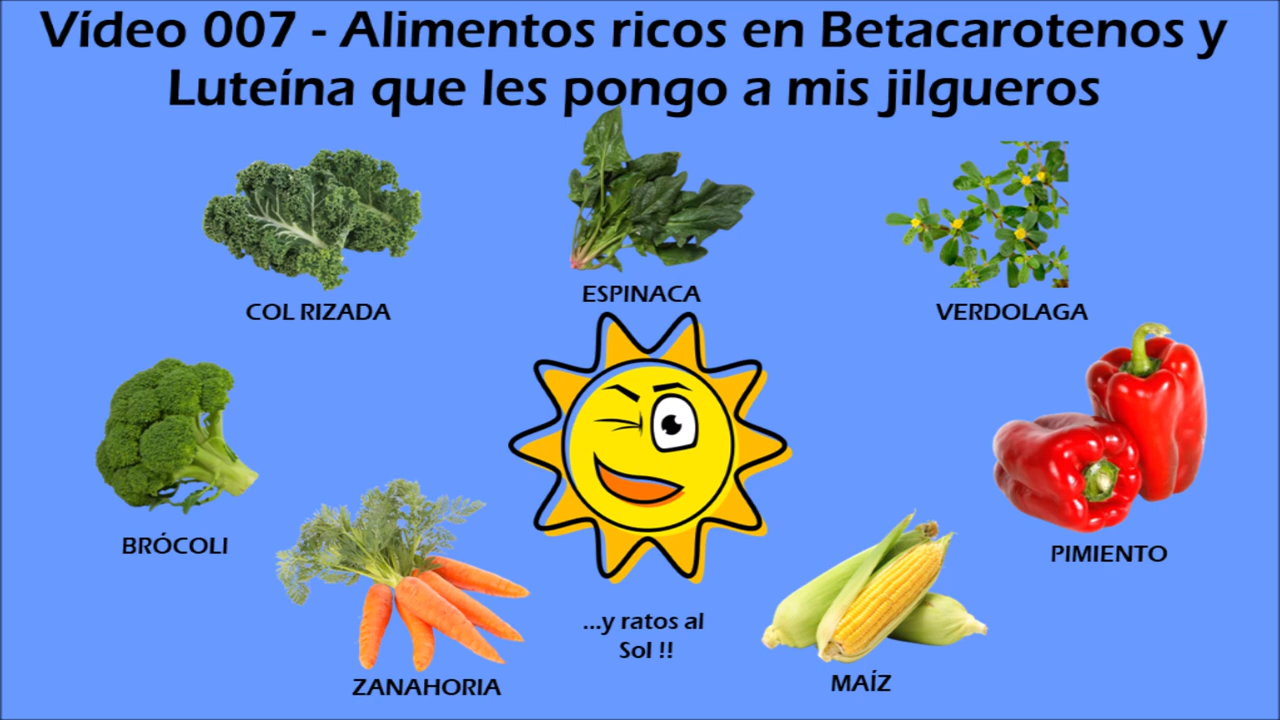 Vídeo 007 - Alimentos ricos en Betacarotenos y
Luteína que les pongo a mis jilgueros
COL RIZADA
ESPINACA
VERDOLAGA
BRÓCOLI
PIMIENTO
ZANAHORIA
...y ratos al
Sol !!
MAÍZ